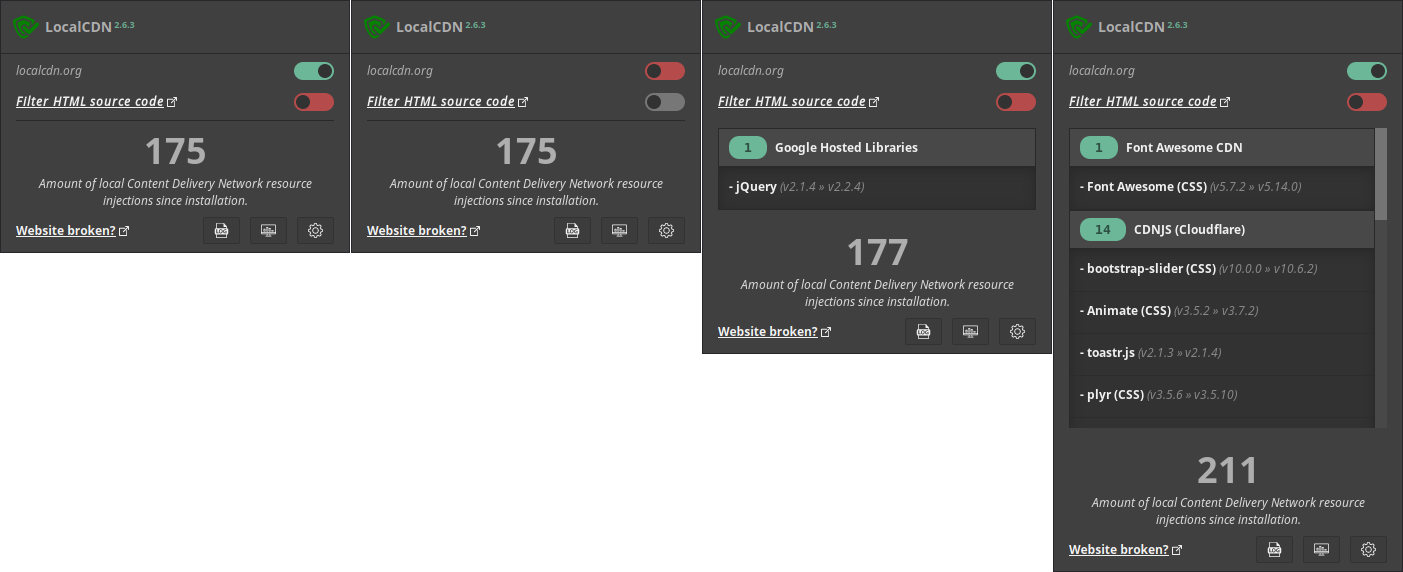 LocalCDN 2.6.3
localcdn.org
Filter HTML source code
175
Amount of local Content Delivery Network resource
injections since installation.
Website broken?
LOG
LocalCDN 2.6.3
localcdn.org
Filter HTML source code
175
Amount of local Content Delivery Network resource
injections since installation.
Website broken?
LOG
LocalCDN 2.6.3
localcdn.org
Filter HTML source code
1 Google Hosted Libraries
- jQuery (v2.1.4 » v2.2.4)
177
Amount of local Content Delivery Network resource
injections since installation.
Website broken?
LOG
LocalCDN 2.6.3
localcdn.org
Filter HTML source code
1 Font Awesome CDN
- Font Awesome (CSS) (v5.7.2 » v5.14.0)
14 CDNJS (Cloudflare)
- bootstrap-slider (CSS) (v10.0.0 » v10.6.2)
- Animate (CSS) (v3.5.2 » v3.7.2)
- toastr.js (v2.1.3 » v2.1.4)
- plyr (CSS) (v3.5.6 » v3.5.10)
211
Amount of local Content Delivery Network resource
injections since installation.
Website broken?
LOG